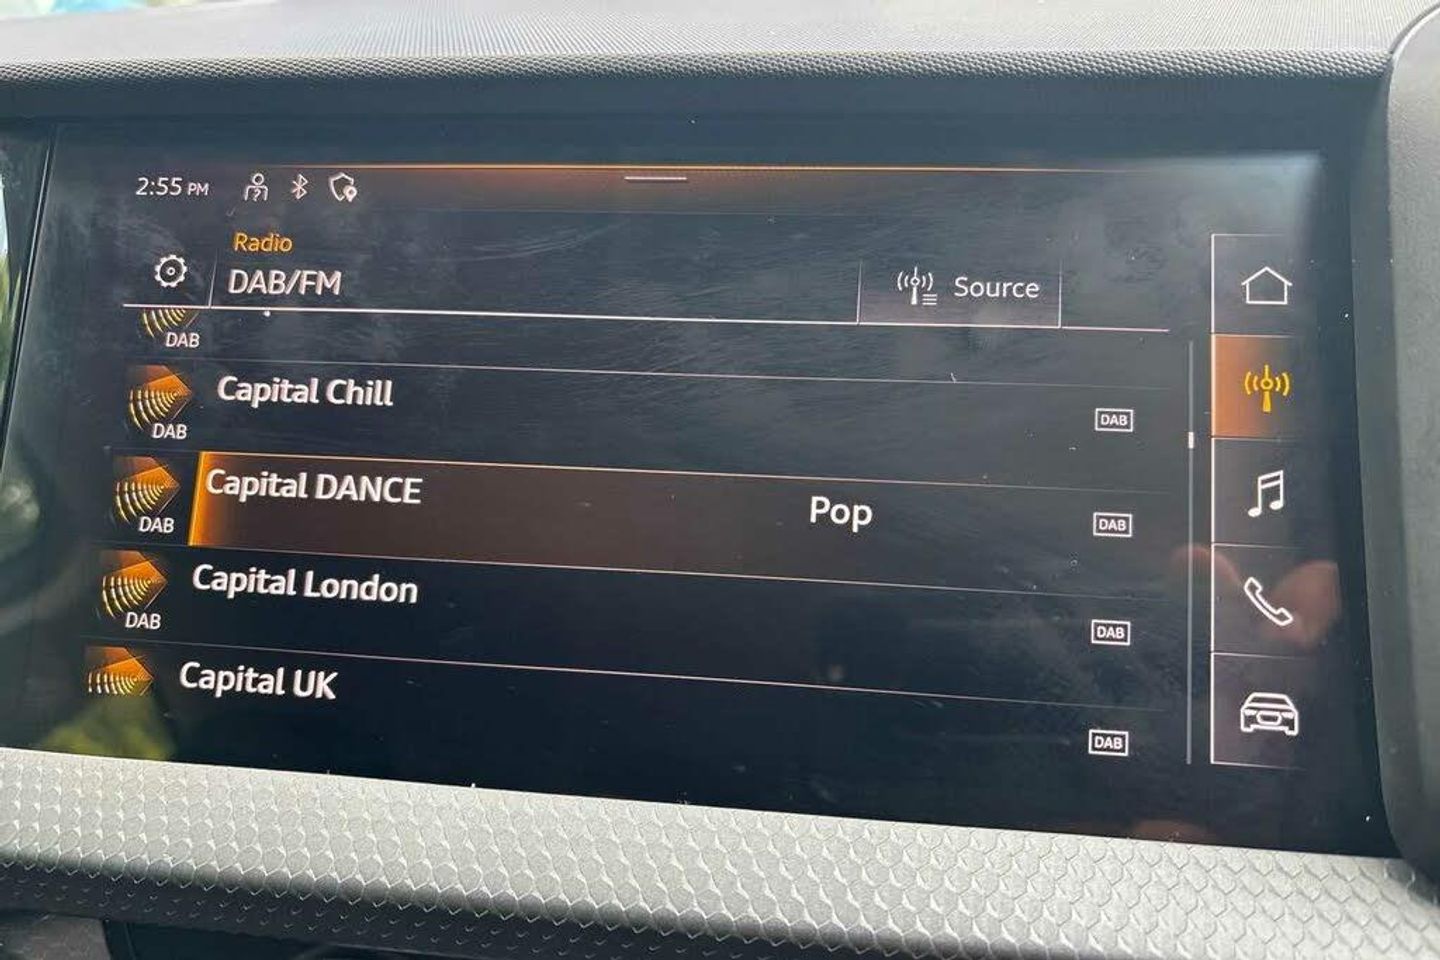 2:55 PM
Radio
DAB/FM
Source
DAB
Capital Chill
DAB
DAB
Capital DANCE
Pop
DAB
DAB
Capital London
DAB
DAB
Capital UK
DAB